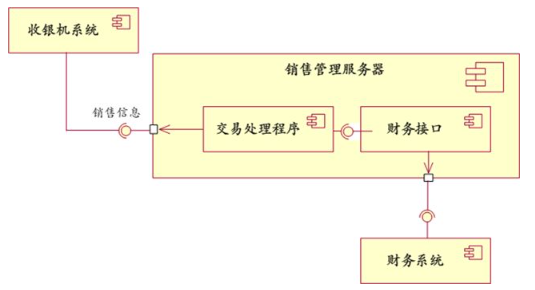 收银机系统
销售管理服务器
销售信息
交易处理程序
财务接口
财务系统